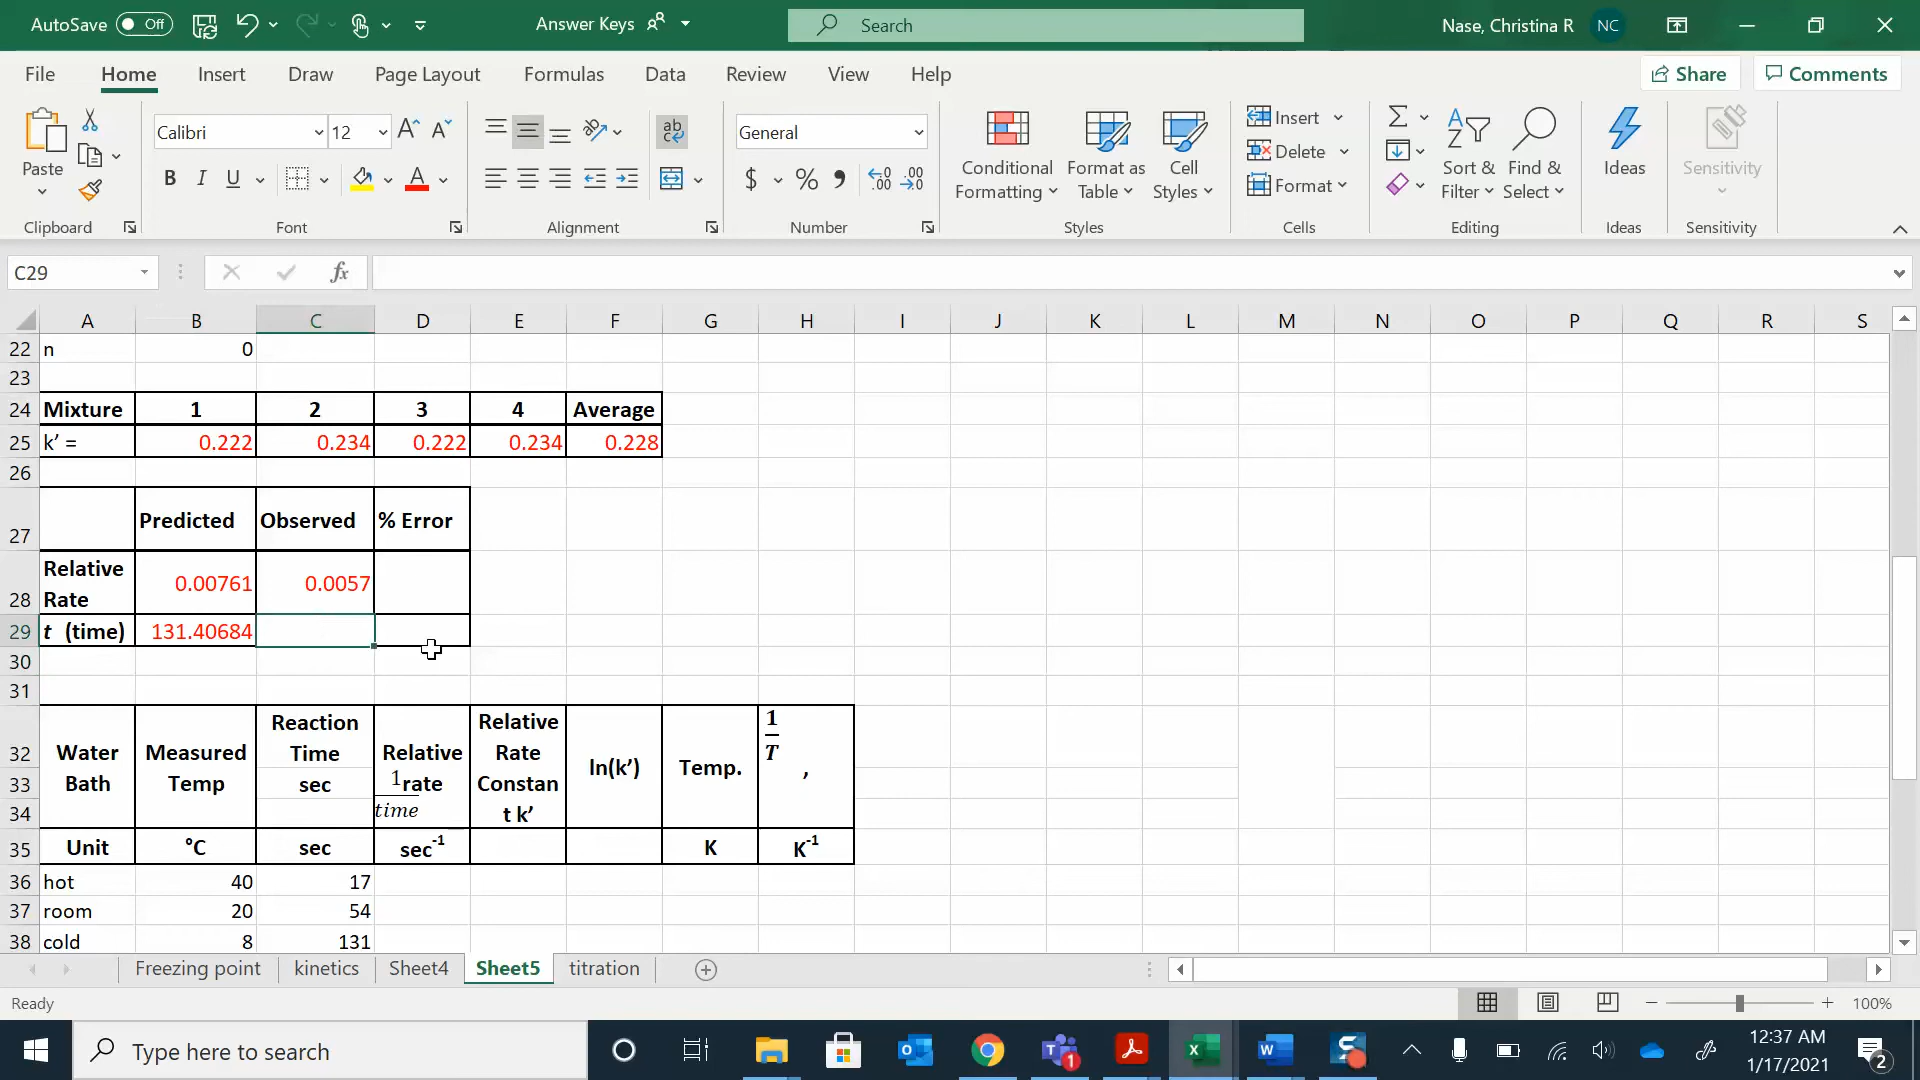 AutoSave Off Answer Keys Search Nase, Christina R NC
File Home Insert Draw Page Layout Formulas Data Review View Help Share Comments
Paste Calibri 12 General Conditional Formatting Format as Table Cell Styles Insert Delete Format Sort & Filter Find & Select Ideas Sensitivity
Clipboard Font Alignment Number Styles Cells Editing Ideas Sensitivity
C29 fx
A B C D E F G H I J K L M N O P Q R S
22 n 0
23
24 Mixture 1 2 3 4 Average
25 k’ = 0.222 0.234 0.222 0.234 0.228
26
27 Predicted Observed % Error
28 Relative Rate 0.00761 0.0057
29 t (time) 131.40684
30
31
32 Water Bath Measured Temp Reaction Time Relative rate Relative Rate Constan t k’ ln(k’) Temp. 1/T ,
33 sec 1
34 time
35 Unit °C sec sec-1 K K-1
36 hot 40 17
37 room 20 54
38 cold 8 131
Freezing point kinetics Sheet4 Sheet5 titration
Ready 100%
Type here to search 1 12:37 AM
1/17/2021 2